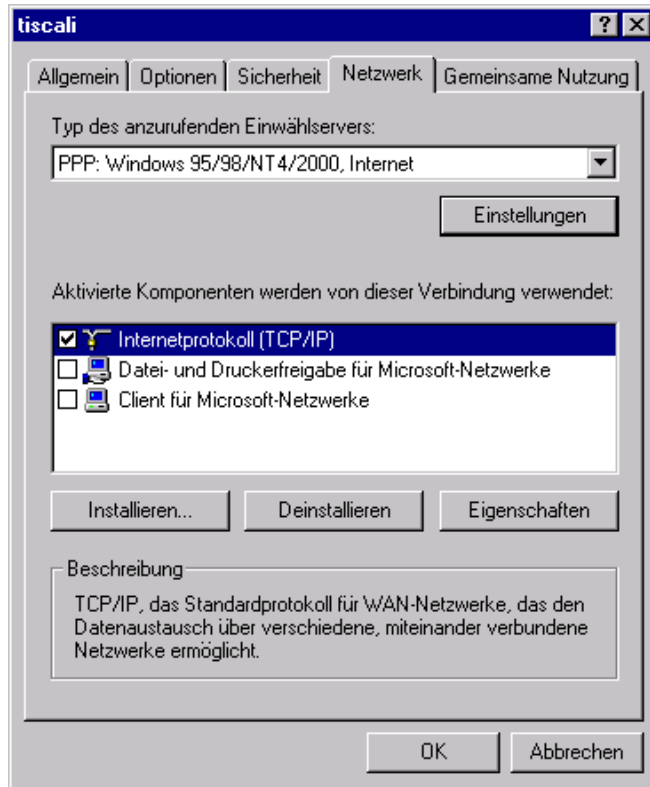 tiscali
Allgemein Optionen Sicherheit Netzwerk Gemeinsame Nutzung
Typ des anzurufenden Einwählservers:
PPP: Windows 95/98/NT4/2000, Internet
Einstellungen
Aktivierte Komponenten werden von dieser Verbindung verwendet:
Internetprotokoll (TCP/IP)
Datei- und Druckerfreigabe für Microsoft-Netzwerke
Client für Microsoft-Netzwerke
Installieren... Deinstallieren Eigenschaften
Beschreibung
TCP/IP, das Standardprotokoll für WAN-Netzwerke, das den
Datenaustausch über verschiedene, miteinander verbundene
Netzwerke ermöglicht.
OK Abbrechen